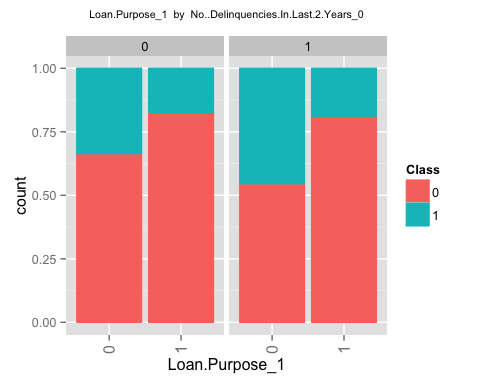 Loan.Purpose_1 by No..Delinquencies.In.Last.2.Years_0
0 1
1.00
0.75
0.50
0.25
0.00
count
0 1 0 1
Loan.Purpose_1
Class
0
1